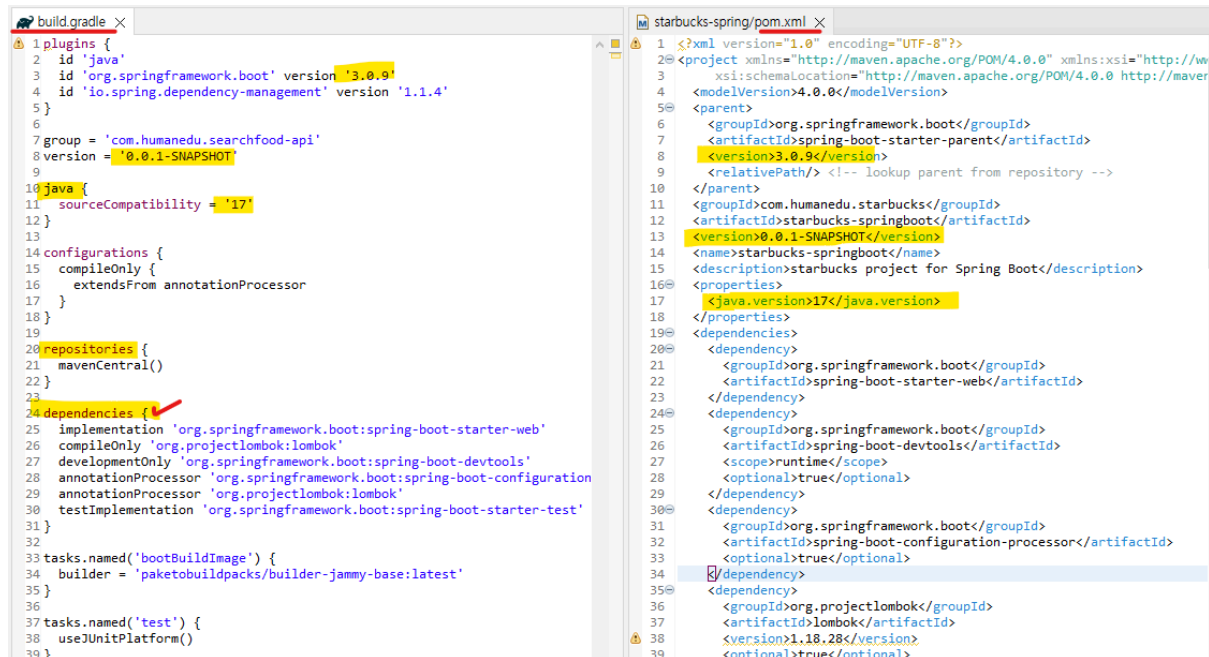 build.gradle
1 plugins {
2 id 'java'
3 id 'org.springframework.boot' version '3.0.9'
4 id 'io.spring.dependency-management' version '1.1.4'
5 }
6
7 group = 'com.humanedu.searchfood-api'
8 version = '0.0.1-SNAPSHOT'
9
10 java {
11 sourceCompatibility = '17'
12 }
13
14 configurations {
15 compileOnly {
16 extendsFrom annotationProcessor
17 }
18 }
19
20 repositories {
21 mavenCentral()
22 }
23
24 dependencies {
25 implementation 'org.springframework.boot:spring-boot-starter-web'
26 compileOnly 'org.projectlombok:lombok'
27 developmentOnly 'org.springframework.boot:spring-boot-devtools'
28 annotationProcessor 'org.springframework.boot:spring-boot-configuration
29 annotationProcessor 'org.projectlombok:lombok'
30 testImplementation 'org.springframework.boot:spring-boot-starter-test'
31 }
32
33 tasks.named('bootBuildImage') {
34 builder = 'paketobuildpacks/builder-jammy-base:latest'
35 }
36
37 tasks.named('test') {
38 useJUnitPlatform()
39 }
starbucks-spring/pom.xml
1 <?xml version="1.0" encoding="UTF-8"?>
2 <project xmlns="http://maven.apache.org/POM/4.0.0" xmlns:xsi="http://ww
3 xsi:schemaLocation="http://maven.apache.org/POM/4.0.0 http://maven
4 <modelVersion>4.0.0</modelVersion>
5 <parent>
6 <groupId>org.springframework.boot</groupId>
7 <artifactId>spring-boot-starter-parent</artifactId>
8 <version>3.0.9</version>
9 <relativePath/> <!-- lookup parent from repository -->
10 </parent>
11 <groupId>com.humanedu.starbucks</groupId>
12 <artifactId>starbucks-springboot</artifactId>
13 <version>0.0.1-SNAPSHOT</version>
14 <name>starbucks-springboot</name>
15 <description>starbucks project for Spring Boot</description>
16 <properties>
17 <java.version>17</java.version>
18 </properties>
19 <dependencies>
20 <dependency>
21 <groupId>org.springframework.boot</groupId>
22 <artifactId>spring-boot-starter-web</artifactId>
23 </dependency>
24 <dependency>
25 <groupId>org.springframework.boot</groupId>
26 <artifactId>spring-boot-devtools</artifactId>
27 <scope>runtime</scope>
28 <optional>true</optional>
29 </dependency>
30 <dependency>
31 <groupId>org.springframework.boot</groupId>
32 <artifactId>spring-boot-configuration-processor</artifactId>
33 <optional>true</optional>
34 </dependency>
35 <dependency>
36 <groupId>org.projectlombok</groupId>
37 <artifactId>lombok</artifactId>
38 <version>1.18.28</version>
39 <optional>true</optional>